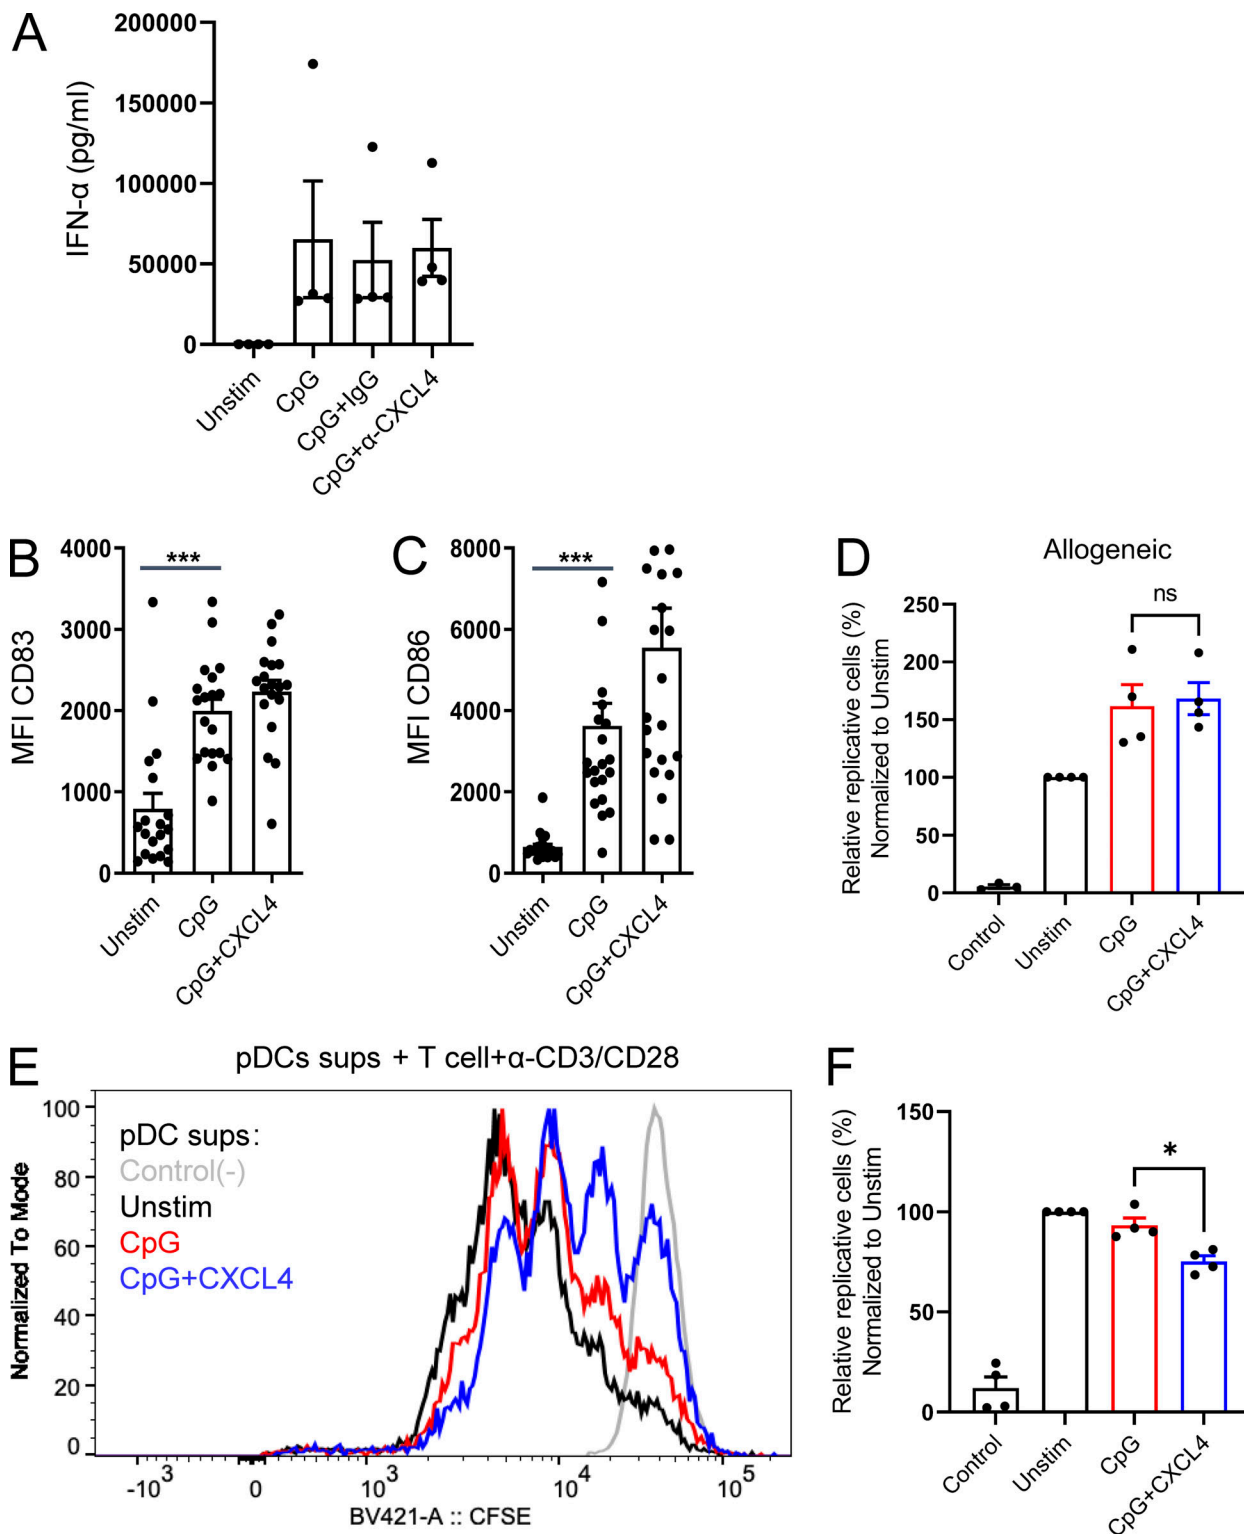 A
IFN-α (pg/ml)
200000
150000
100000
50000
0
Unstim
CpG
CpG+IgG
CpG+α-CXCL4
B
MFI CD83
4000
3000
2000
1000
0
***
Unstim
CpG
CpG+CXCL4
C
MFI CD86
8000
6000
4000
2000
0
***
Unstim
CpG
CpG+CXCL4
D
Allogeneic
Relative replicative cells (%)
Normalized to Unstim
250
200
150
100
50
0
ns
Control
Unstim
CpG
CpG+CXCL4
E
pDCs sups + T cell+α-CD3/CD28
Normalized To Mode
100
80
60
40
20
0
pDC sups:
Control(-)
Unstim
CpG
CpG+CXCL4
-10³
0
10³
10⁴
10⁵
BV421-A :: CFSE
F
Relative replicative cells (%)
Normalized to Unstim
150
100
50
0
*
Control
Unstim
CpG
CpG+CXCL4